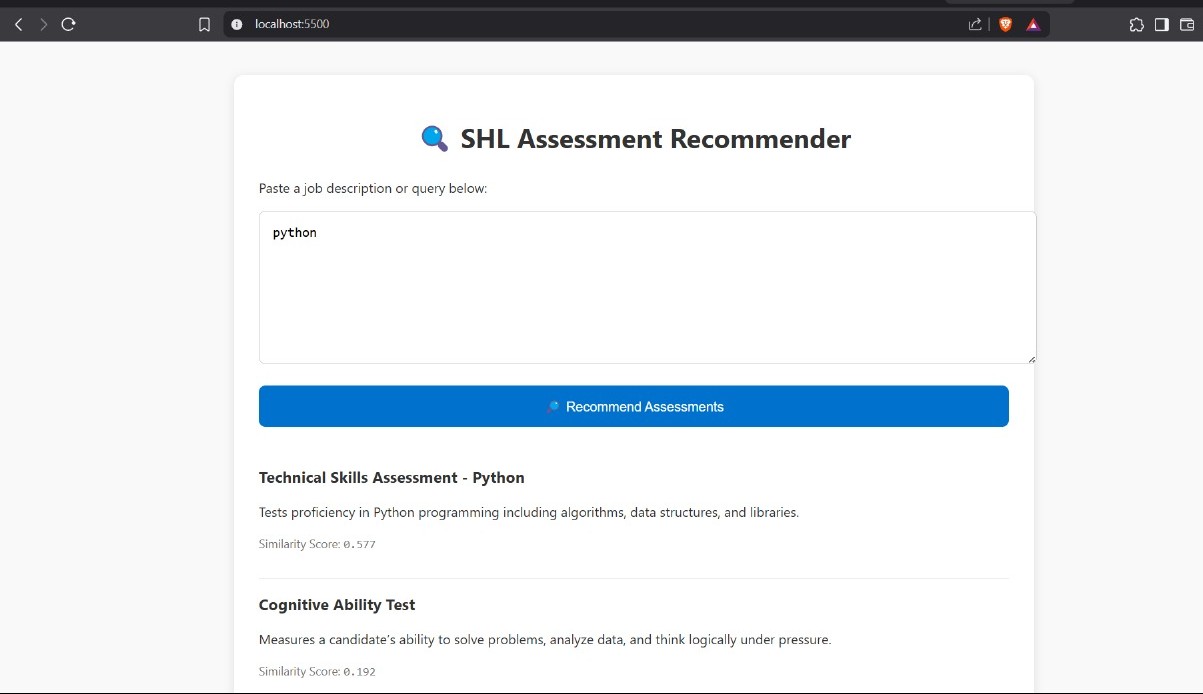 localhost:5500
SHL Assessment Recommender
Paste a job description or query below:
python
Recommend Assessments
Technical Skills Assessment - Python
Tests proficiency in Python programming including algorithms, data structures, and libraries.
Similarity Score: 0.577
Cognitive Ability Test
Measures a candidate's ability to solve problems, analyze data, and think logically under pressure.
Similarity Score: 0.192